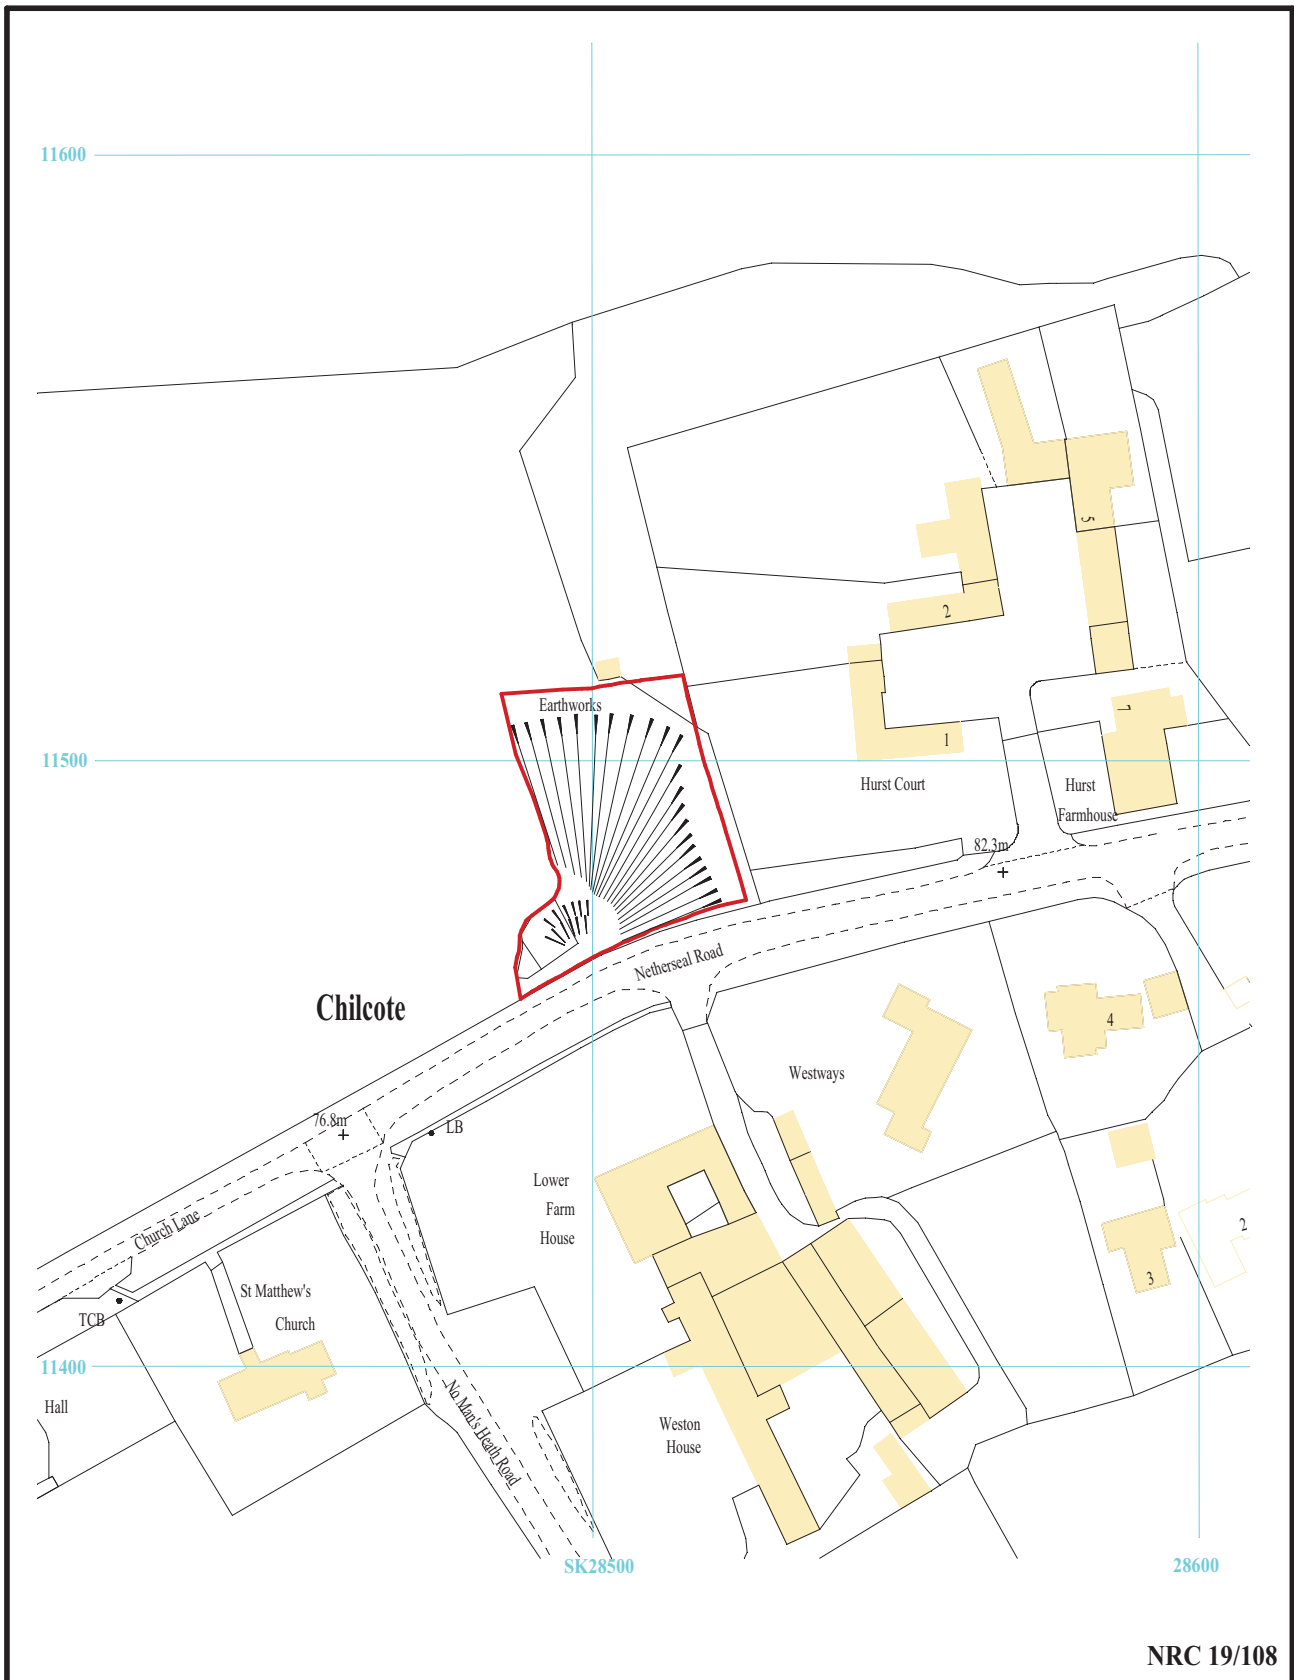 11600
Earthworks
5
2
7
11500
1
Hurst Court
Hurst
Farmhouse
82.3m
Netherseal Road
Chilcote
4
Westways
76.8m
LB
Lower
Farm
House
Church Lane
2
3
St Matthew's
Church
TCB
11400
Hall
No Man's Heath Road
Weston
House
SK28500
28600
NRC 19/108